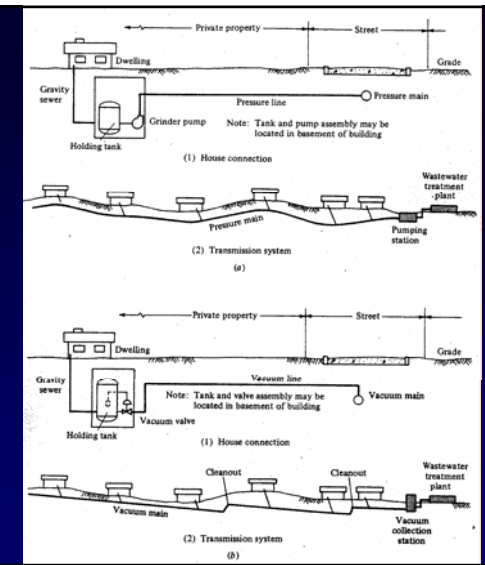 Private property
Street
Dwelling
Grade
Gravity
sewer
Pressure main
Pressure line
Grinder pump
Note: Tank and pump assembly may be
located in basement of building
Holding tank
(1) House connection
Wastewater
treatment
plant
Pressure main
Pumping
station
(2) Transmission system
(a)
Private property
Street
Dwelling
Grade
Gravity
sewer
Vacuum line
Note: Tank and valve assembly may be
located in basement of building
Vacuum main
Vacuum valve
Holding tank
(1) House connection
Cleanout
Cleanout
Wastewater
treatment
plant
Vacuum main
Vacuum
collection
station
(2) Transmission system
(b)